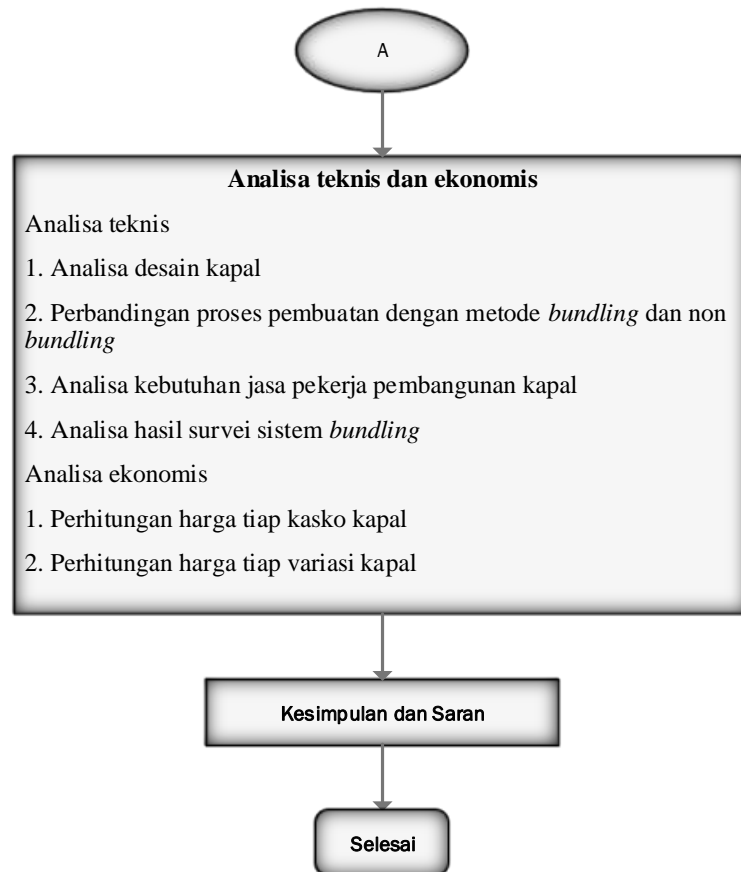 A
Analisa teknis dan ekonomis
Analisa teknis
1. Analisa desain kapal
2. Perbandingan proses pembuatan dengan metode bundling dan non
bundling
3. Analisa kebutuhan jasa pekerja pembangunan kapal
4. Analisa hasil survei sistem bundling
Analisa ekonomis
1. Perhitungan harga tiap kasko kapal
2. Perhitungan harga tiap variasi kapal
Kesimpulan dan Saran
Selesai